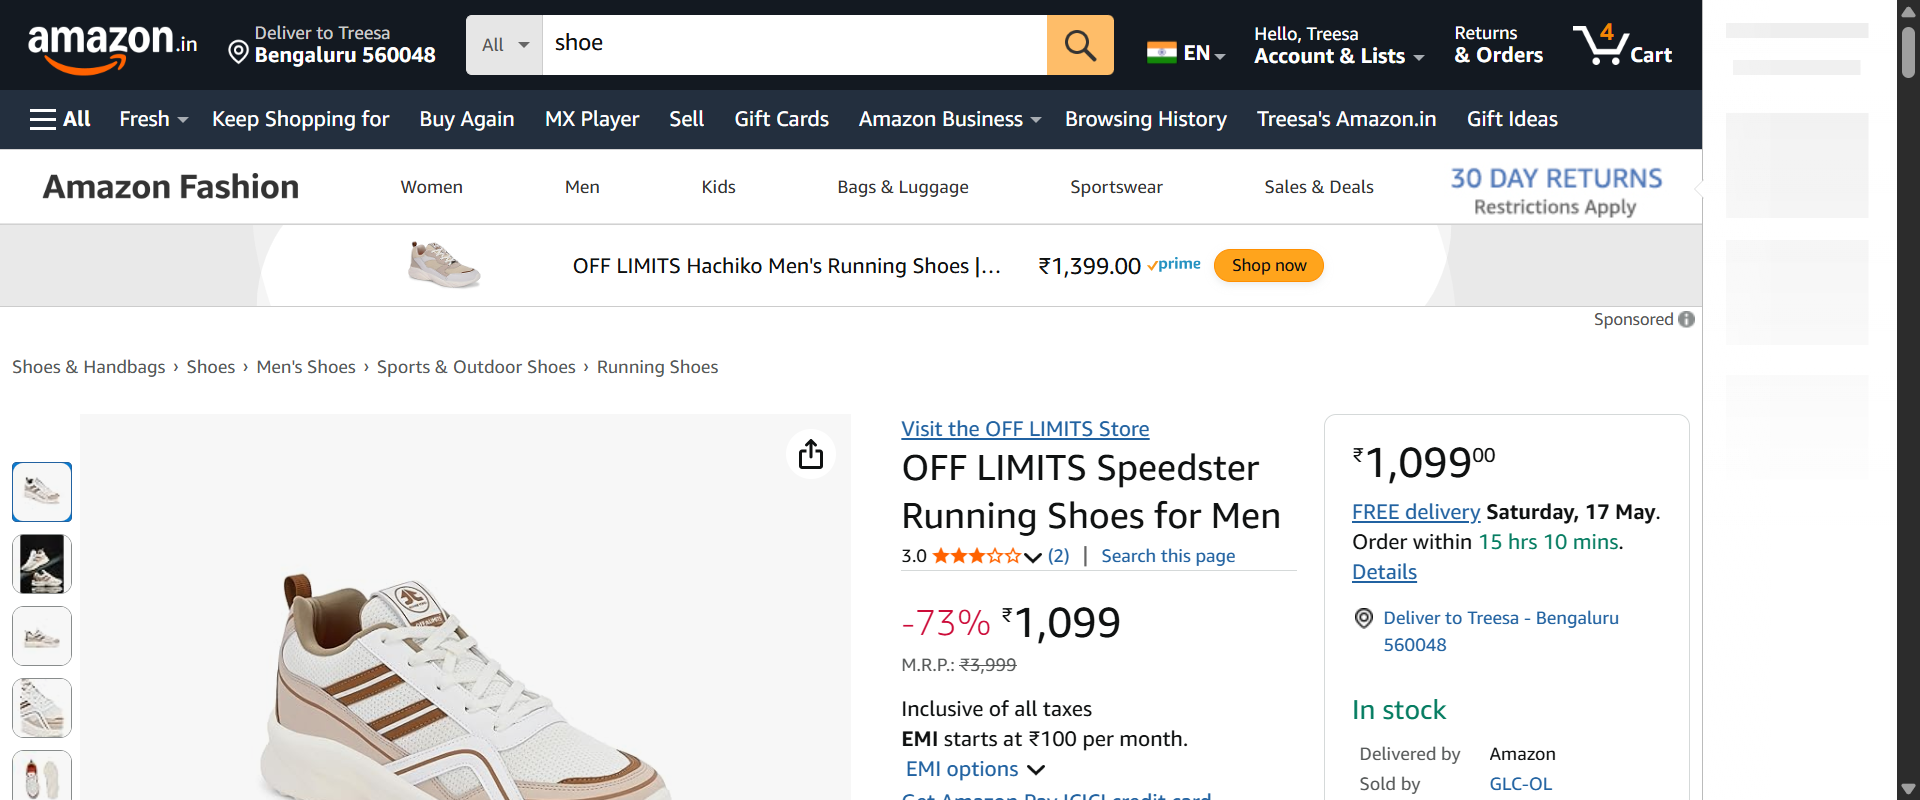 amazon.in
Deliver to Treesa
Bengaluru 560048
All
shoe
EN
Hello, Treesa
Account & Lists
Returns
& Orders
4
Cart
All
Fresh
Keep Shopping for
Buy Again
MX Player
Sell
Gift Cards
Amazon Business
Browsing History
Treesa's Amazon.in
Gift Ideas
Amazon Fashion
Women
Men
Kids
Bags & Luggage
Sportswear
Sales & Deals
30 DAY RETURNS
Restrictions Apply
OFF LIMITS Hachiko Men's Running Shoes |...
₹1,399.00
prime
Shop now
Sponsored
Shoes & Handbags › Shoes › Men's Shoes › Sports & Outdoor Shoes › Running Shoes
Visit the OFF LIMITS Store
OFF LIMITS Speedster
Running Shoes for Men
3.0
(2)
| Search this page
-73% ₹1,099
M.R.P.: ₹3,999
Inclusive of all taxes
EMI starts at ₹100 per month.
EMI options
Get Amazon Pay ICICI credit card
₹1,09900
FREE delivery Saturday, 17 May.
Order within 15 hrs 10 mins.
Details
Deliver to Treesa - Bengaluru
560048
In stock
Delivered by Amazon
Sold by GLC-OL